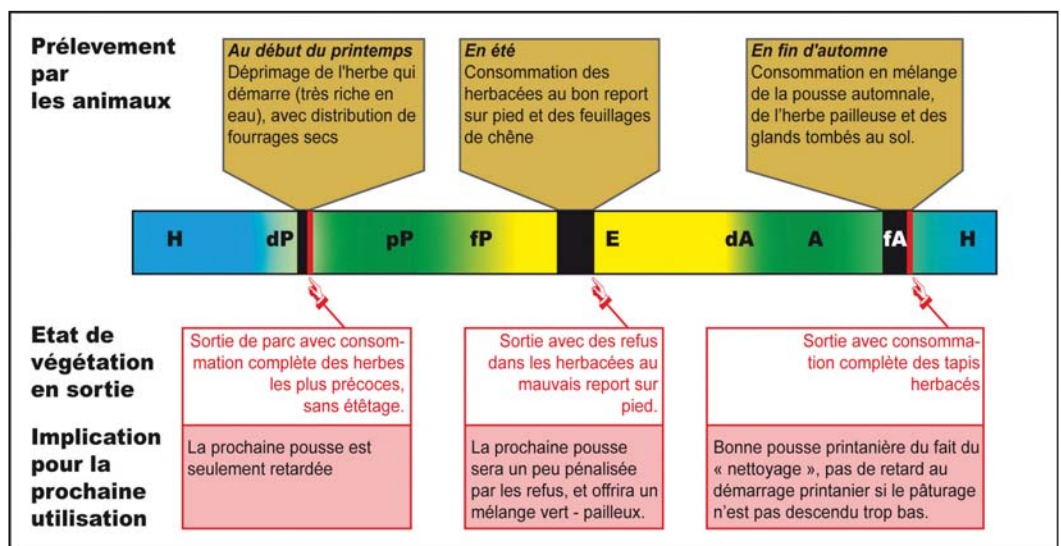 Prélevement
par
les animaux
Au début du printemps
Déprimage de l'herbe qui
démarre (très riche en
eau), avec distribution de
fourrages secs
En été
Consommation des
herbacées au bon report
sur pied et des feuillages
de chêne
En fin d'automne
Consommation en mélange
de la pousse automnale,
de l'herbe pailleuse et des
glands tombés au sol.
H dP pP fP E dA A fA H
Etat de
végétation
en sortie
Sortie de parc avec consom-
mation complète des herbes
les plus précoces,
sans étêtage.
Sortie avec des refus
dans les herbacées au
mauvais report sur
pied.
Sortie avec consomma-
tion complète des tapis
herbacés
Implication
pour la
prochaine
utilisation
La prochaine pousse est
seulement retardée
La prochaine pousse
sera un peu pénalisée
par les refus, et offrira un
mélange vert - pailleux.
Bonne pousse printanière du fait du
« nettoyage », pas de retard au
démarrage printanier si le pâturage
n'est pas descendu trop bas.